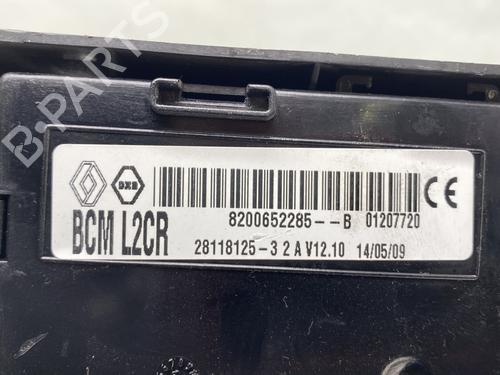 B-PARTS
8200652285--B 01207720
BCM L2CR
28118125-3 2 A V12.10 14/05/09
CE